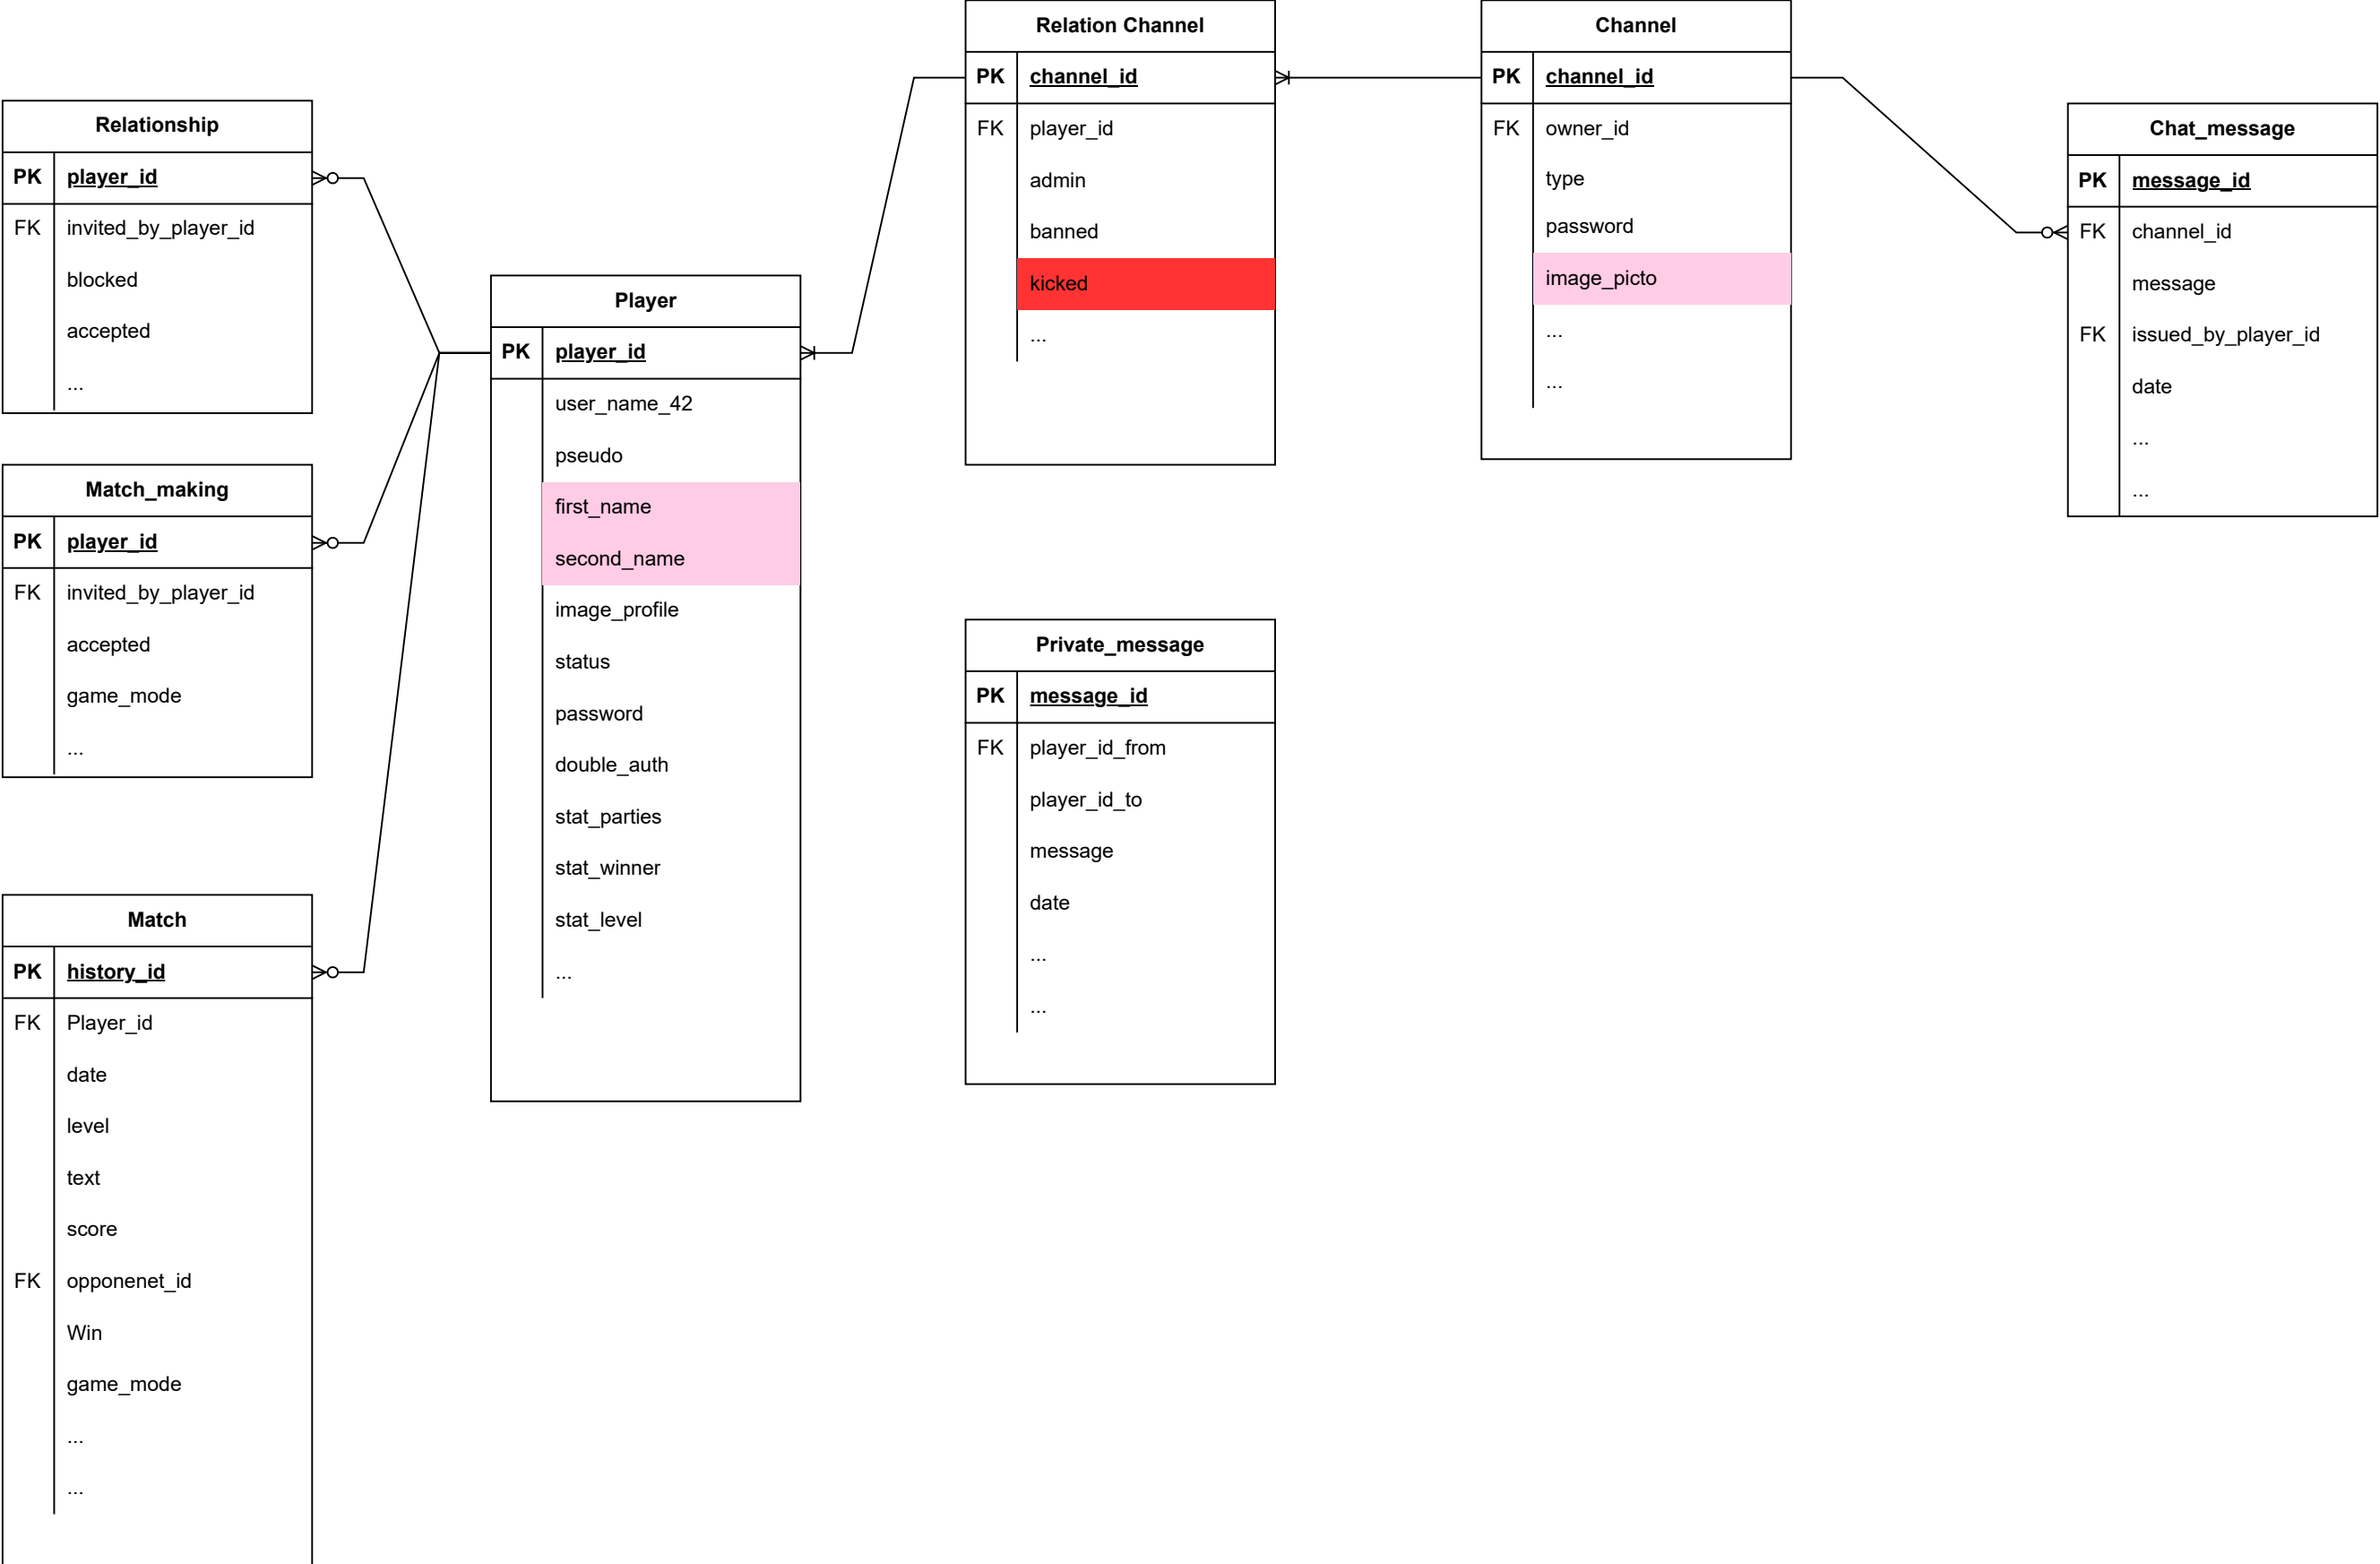 Relationship
PK player_id
FK invited_by_player_id
blocked
accepted
...
Match_making
PK player_id
FK invited_by_player_id
accepted
game_mode
...
Match
PK history_id
FK Player_id
date
level
text
score
FK opponenet_id
Win
game_mode
...
...
Player
PK player_id
user_name_42
pseudo
first_name
second_name
image_profile
status
password
double_auth
stat_parties
stat_winner
stat_level
...
Relation Channel
PK channel_id
FK player_id
admin
banned
kicked
...
Private_message
PK message_id
FK player_id_from
player_id_to
message
date
...
...
Channel
PK channel_id
FK owner_id
type
password
image_picto
...
...
Chat_message
PK message_id
FK channel_id
message
FK issued_by_player_id
date
...
...